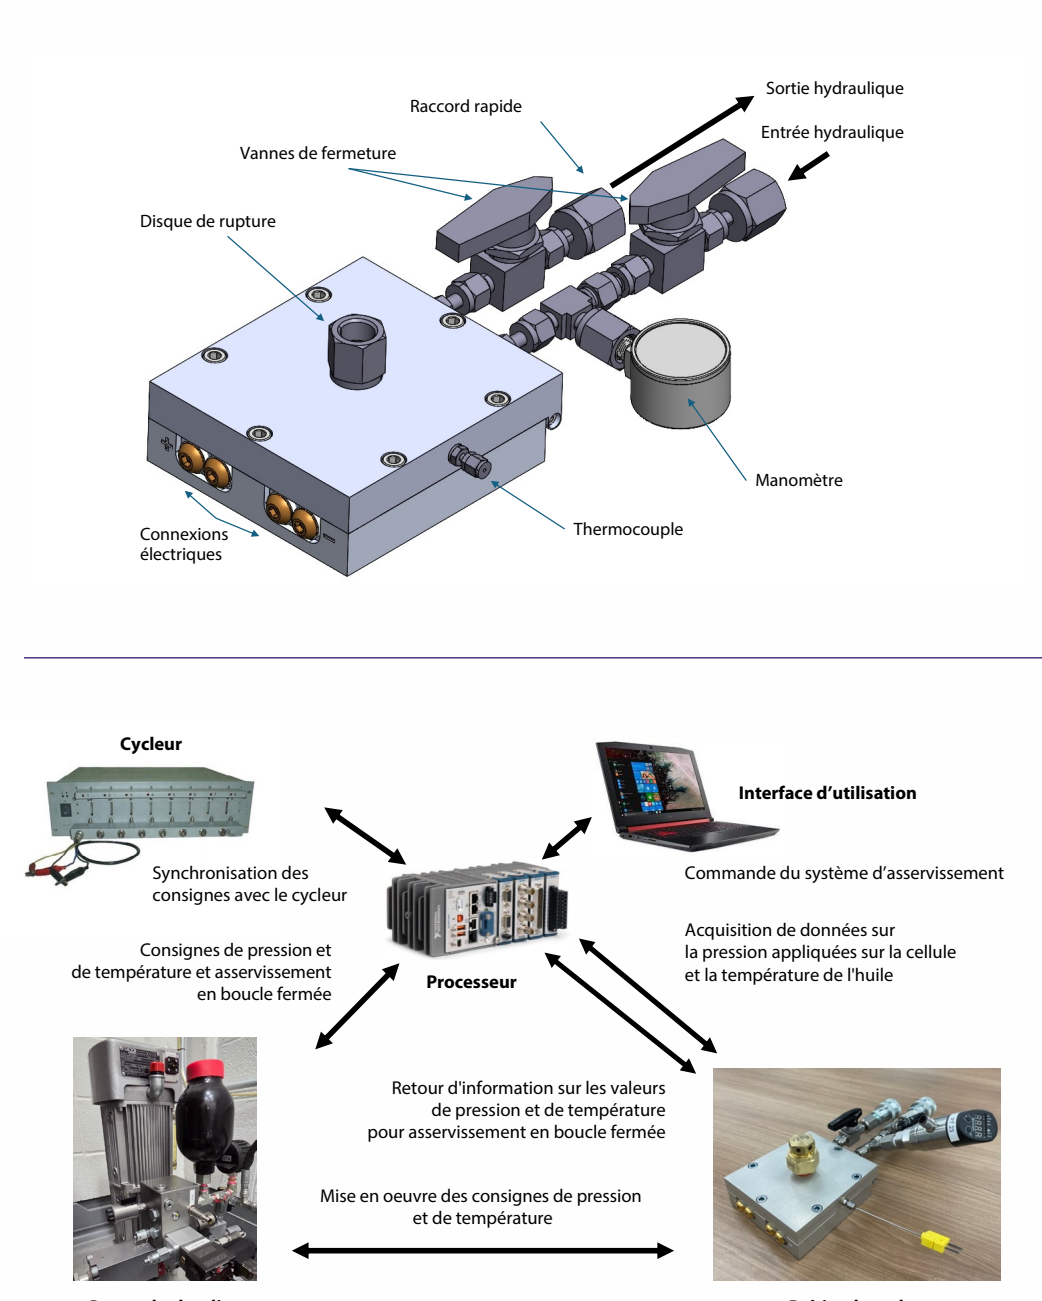 Sortie hydraulique
Raccord rapide
Entrée hydraulique
Vannes de fermeture
Disque de rupture
Manomètre
Thermocouple
Connexions
électriques
Cycleur
Interface d'utilisation
Synchronisation des
consignes avec le cycleur
Commande du système d'asservissement
Consignes de pression et
de température et asservissement
en boucle fermée
Acquisition de données sur
la pression appliquées sur la cellule
et la température de l'huile
Processeur
Retour d'information sur les valeurs
de pression et de température
pour asservissement en boucle fermée
Mise en oeuvre des consignes de pression
et de température